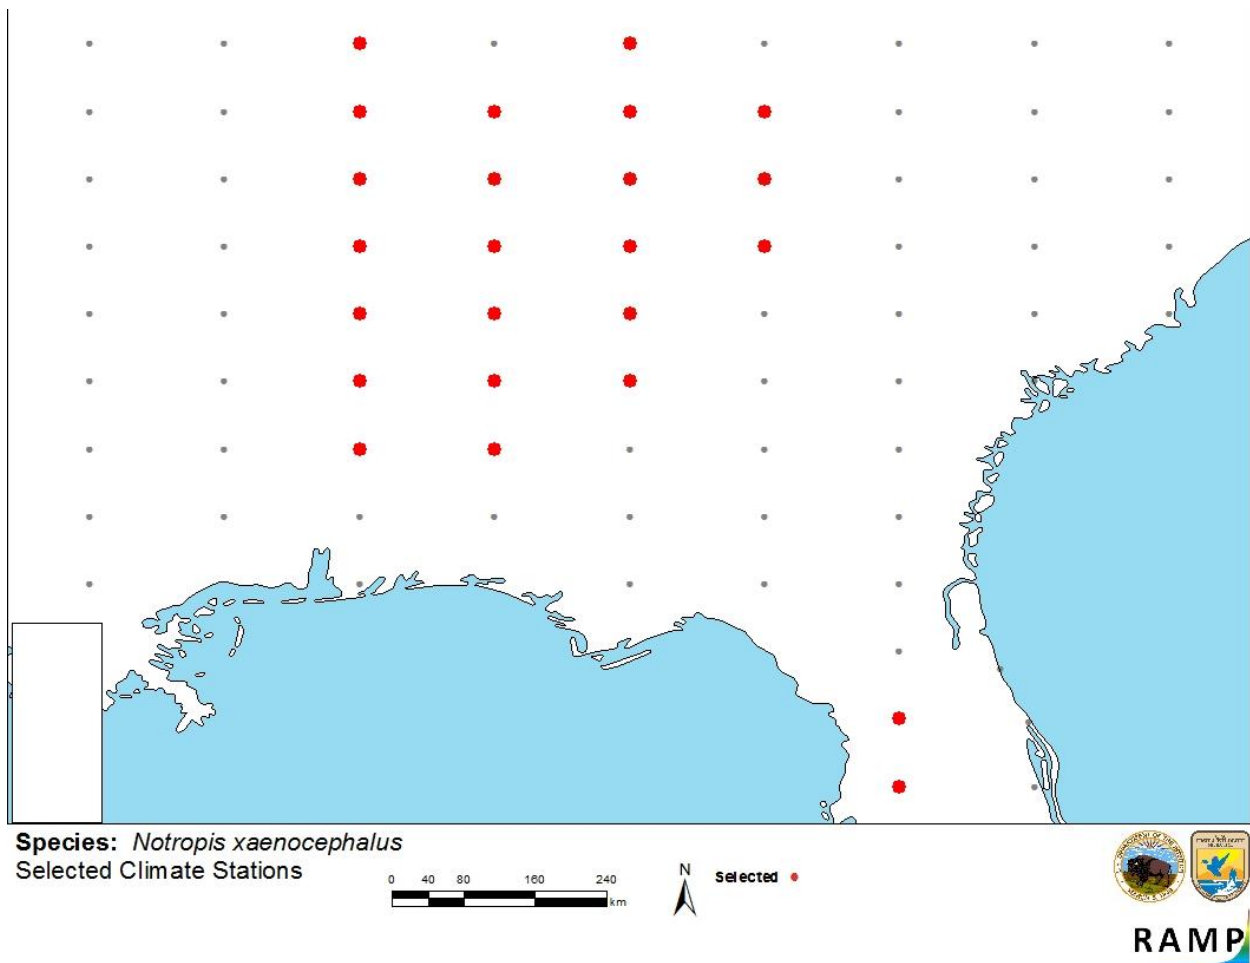 Species: Notropis xaenocephalus
Selected Climate Stations
0 40 80 160 240
km
N
Selected
RAMP